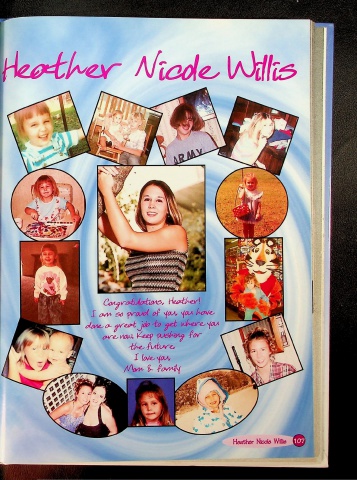 Heather Nicole Willis
ARMY
Congratulations, Heather!
I am so proud of you, you have
done a great job to get where you
are now. Keep wishing for
the future.
I love you,
Mom & Family
Heather Nicole Willis 107